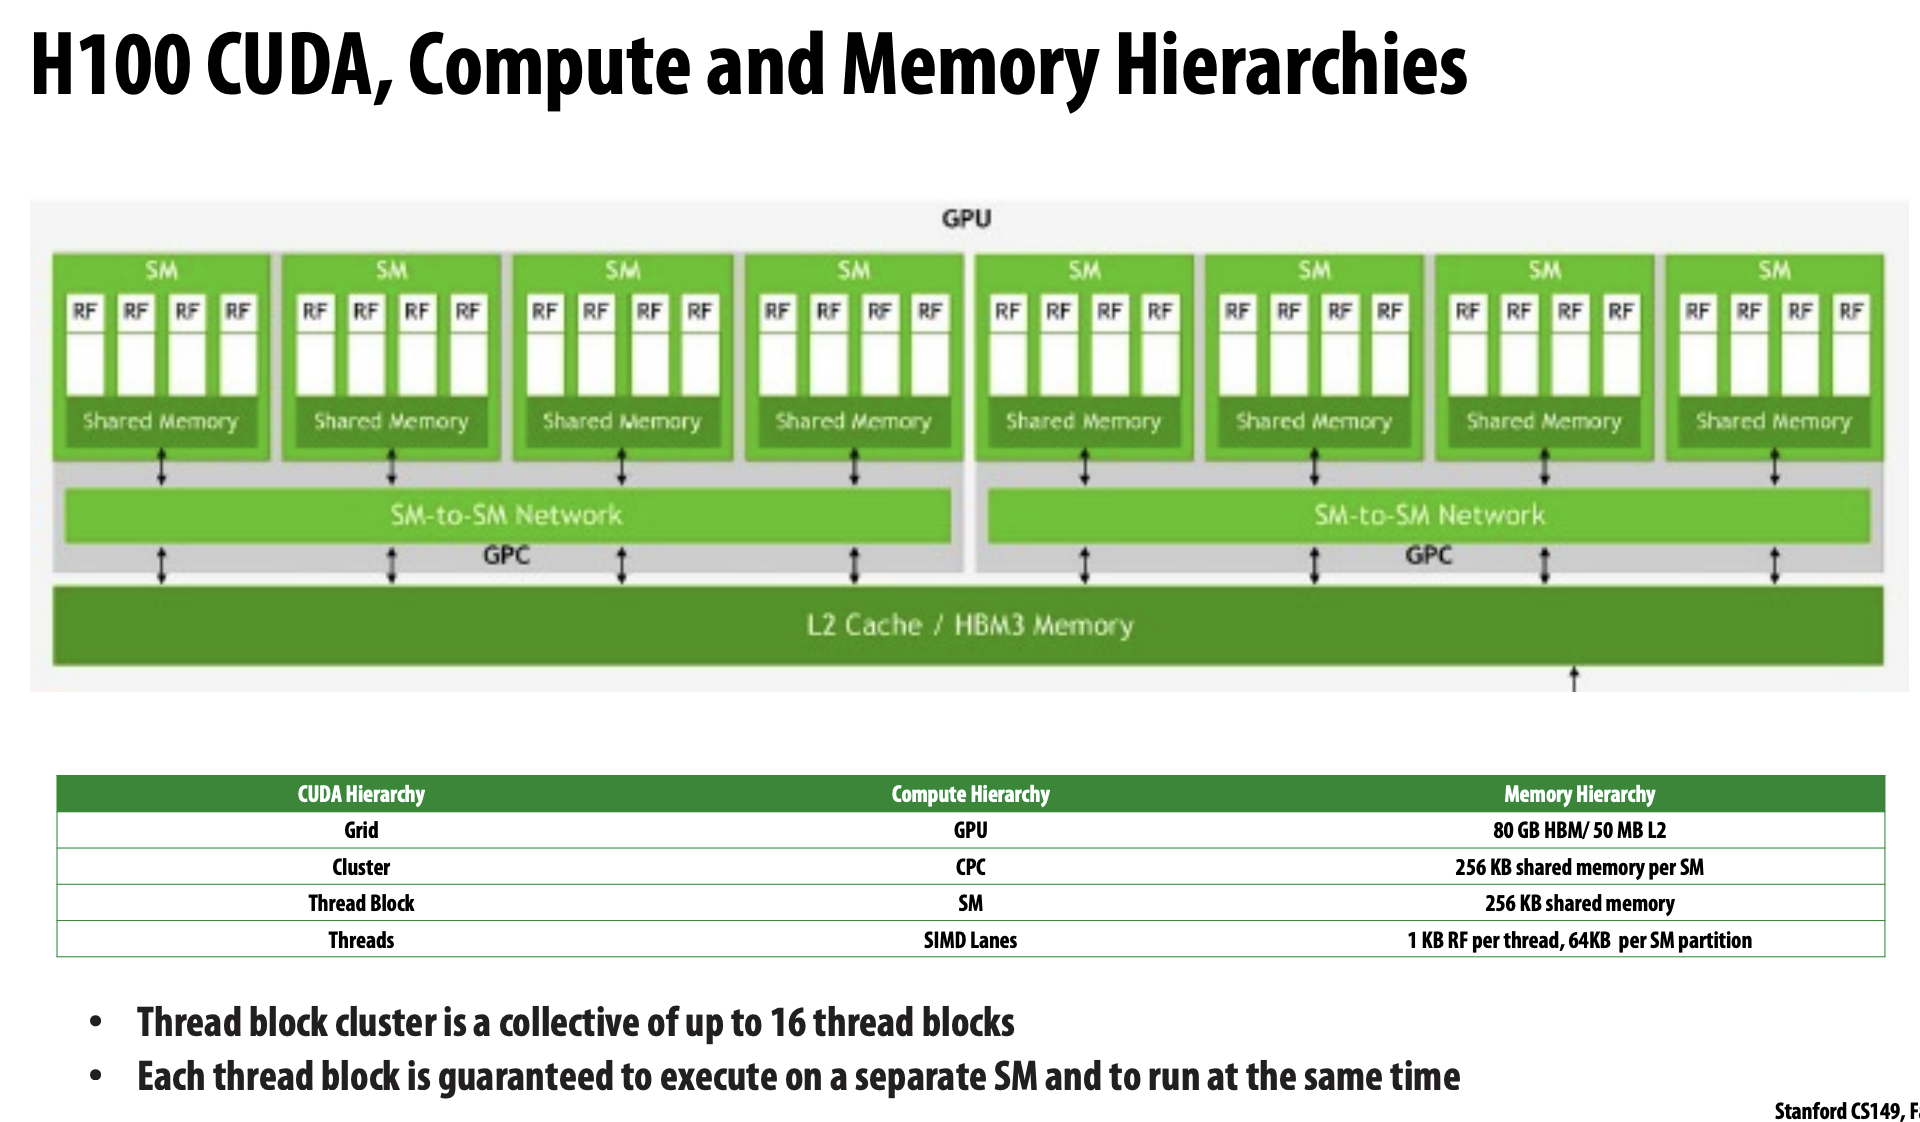 H100 CUDA, Compute and Memory Hierarchies
GPU
SM SM SM SM SM SM SM SM
RF RF RF RF RF RF RF RF RF RF RF RF RF RF RF RF RF RF RF RF RF RF RF RF RF RF RF RF RF RF RF RF
Shared Memory Shared Memory Shared Memory Shared Memory Shared Memory Shared Memory Shared Memory Shared Memory
SM-to-SM Network SM-to-SM Network
GPC GPC
L2 Cache / HBM3 Memory
CUDA Hierarchy Compute Hierarchy Memory Hierarchy
Grid GPU 80 GB HBM/ 50 MB L2
Cluster CPC 256 KB shared memory per SM
Thread Block SM 256 KB shared memory
Threads SIMD Lanes 1 KB RF per thread, 64KB per SM partition
• Thread block cluster is a collective of up to 16 thread blocks
• Each thread block is guaranteed to execute on a separate SM and to run at the same time
Stanford CS149,